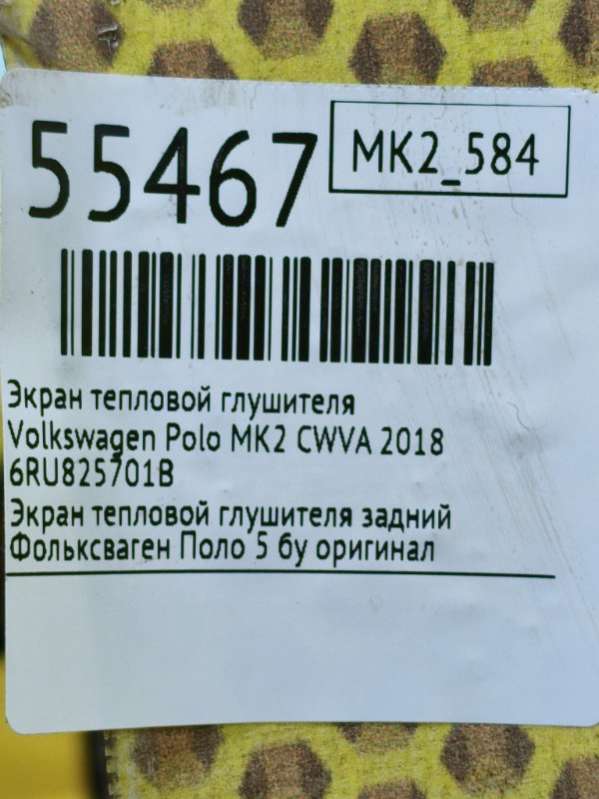 55467
MK2_584
Экран тепловой глушителя
Volkswagen Polo MK2 CWVA 2018
6RU825701B
Экран тепловой глушителя задний
Фольксваген Поло 5 бу оригинал